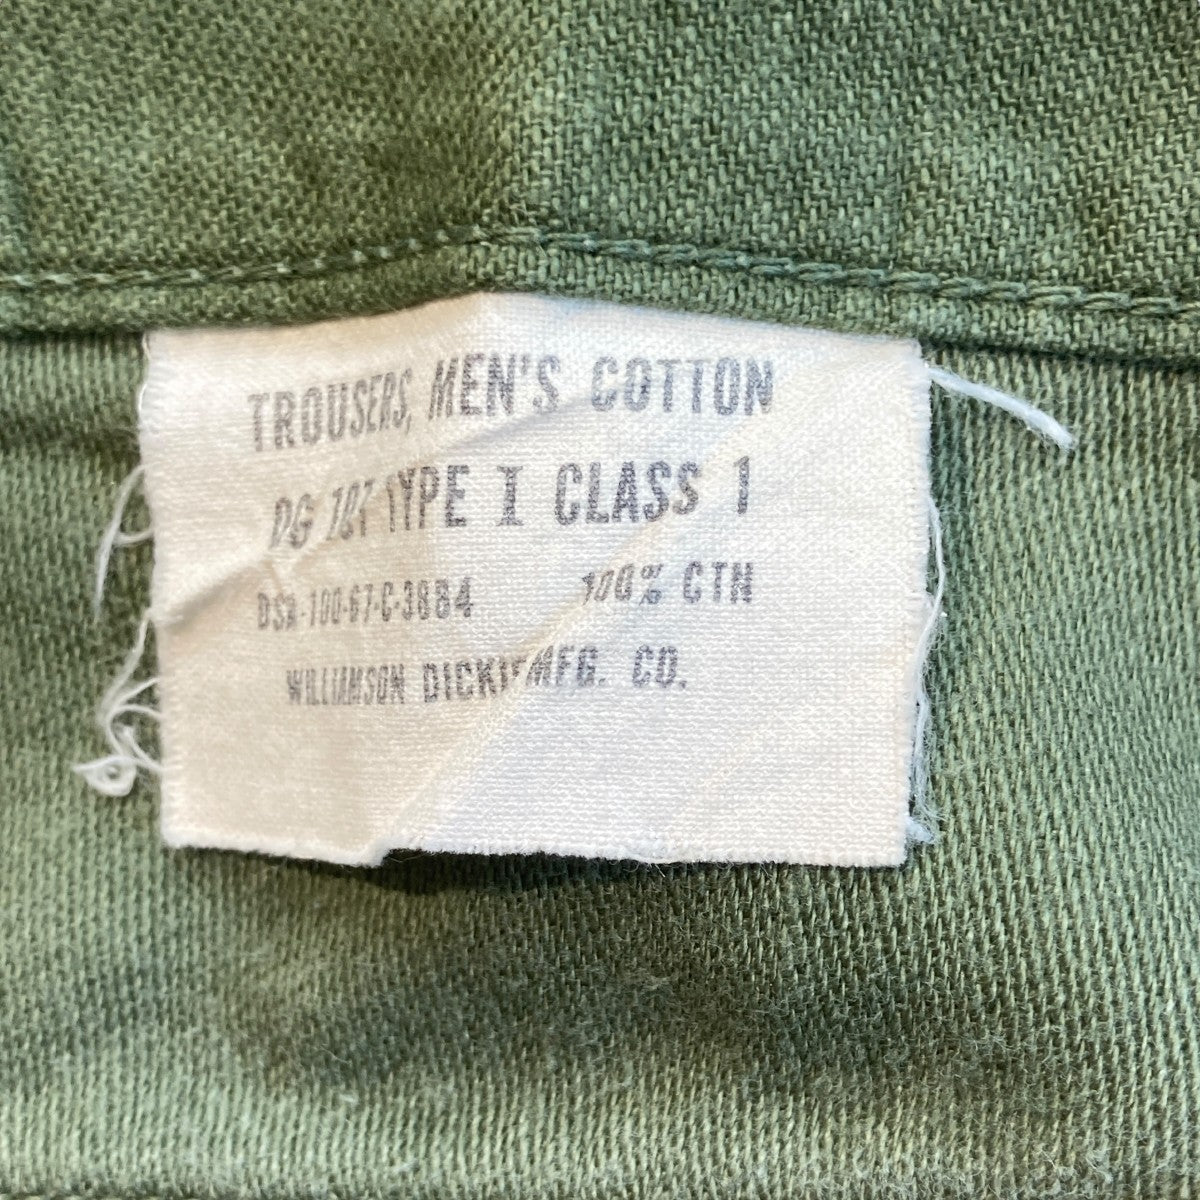 TROUSERS, MEN'S COTTON
OG 107 TYPE I CLASS 1
DSA-100-67-C-3884 100% CTN
WILLIAMSON DICKIE MFG. CO.